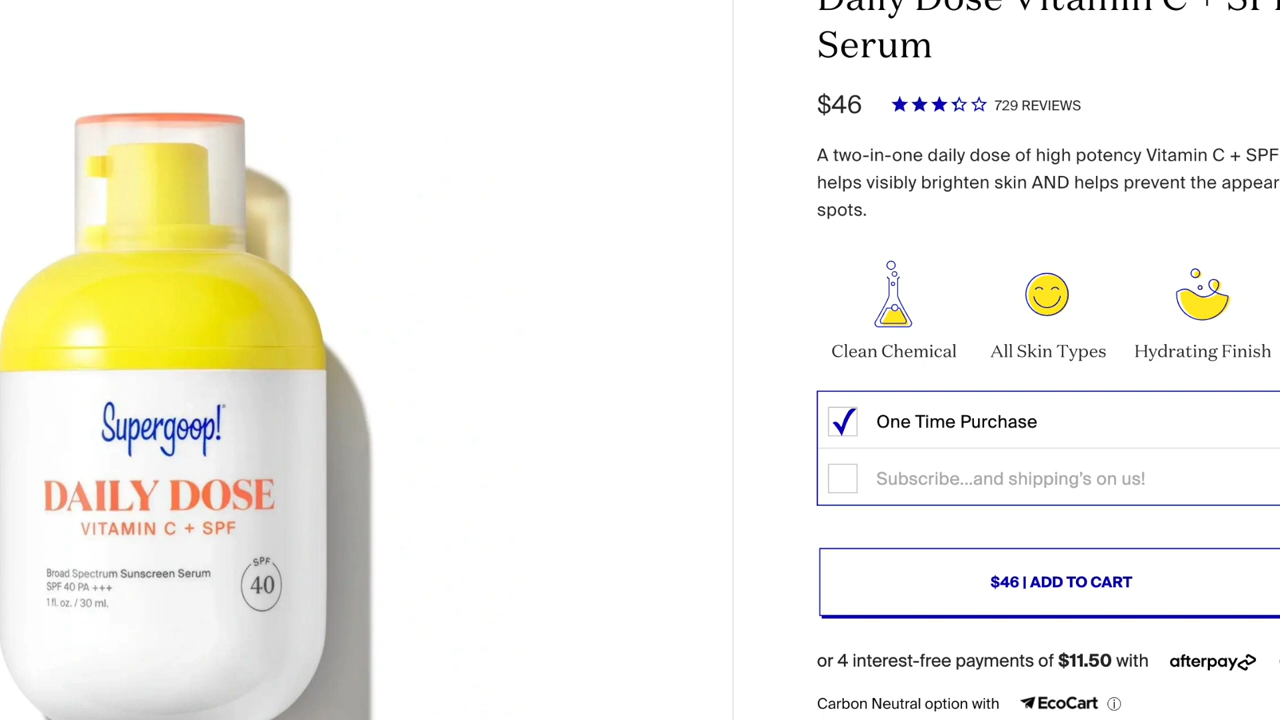 Supergoop!
DAILY DOSE
VITAMIN C + SPF
Broad Spectrum Sunscreen Serum
SPF 40 PA +++
1 fl. oz. / 30 ml.
SPF
40
Daily Dose Vitamin C + SPF
Serum
$46 729 REVIEWS
A two-in-one daily dose of high potency Vitamin C + SPF
helps visibly brighten skin AND helps prevent the appear
spots.
Clean Chemical All Skin Types Hydrating Finish
One Time Purchase
Subscribe...and shipping's on us!
$46 | ADD TO CART
or 4 interest-free payments of $11.50 with afterpay
Carbon Neutral option with EcoCart